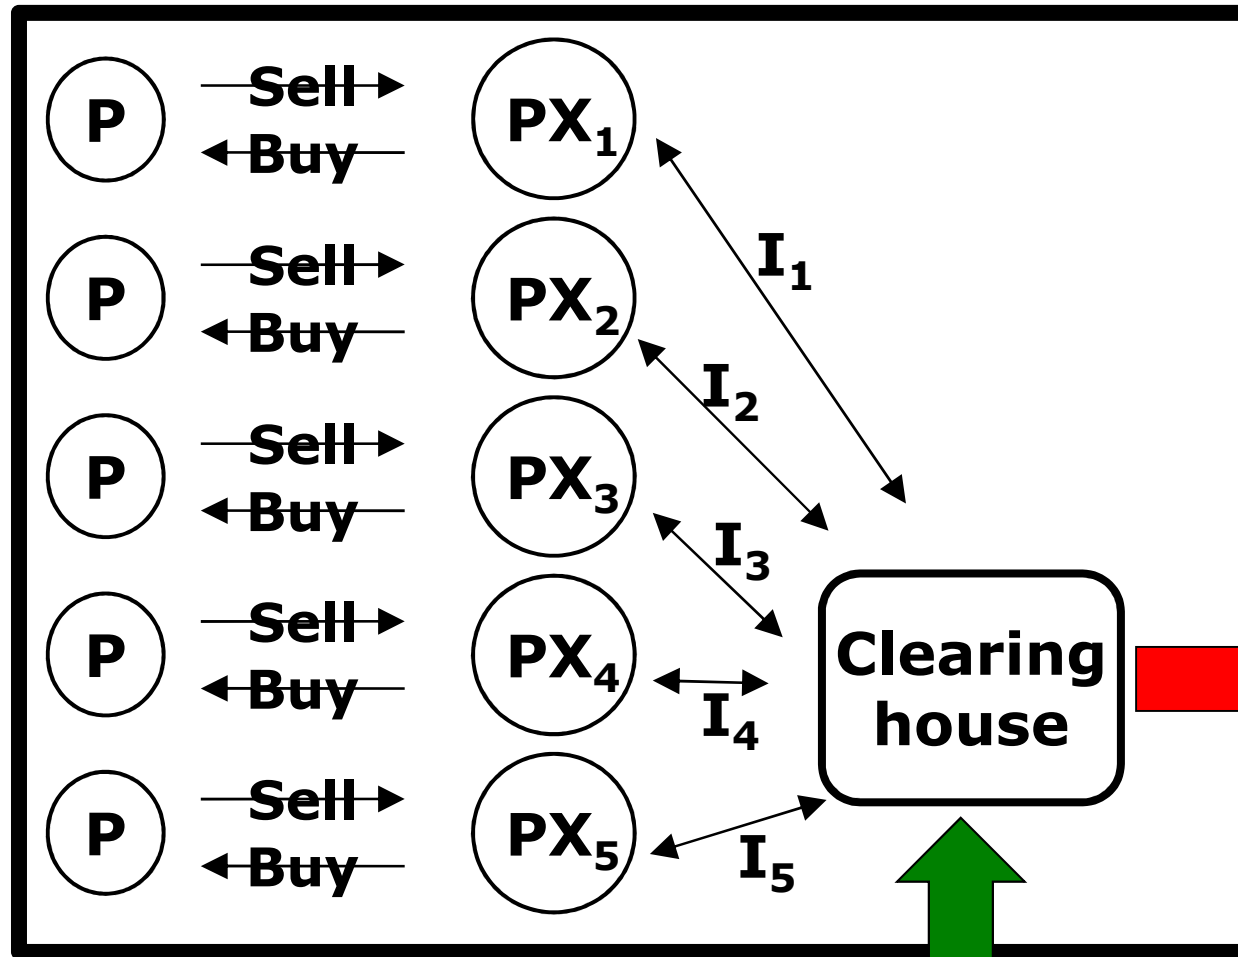 P Sell PX₁
Buy
I₁
P Sell PX₂
Buy
I₂
P Sell PX₃
Buy
I₃
P Sell PX₄
Buy
I₄
Clearing
house
P Sell PX₅
Buy
I₅